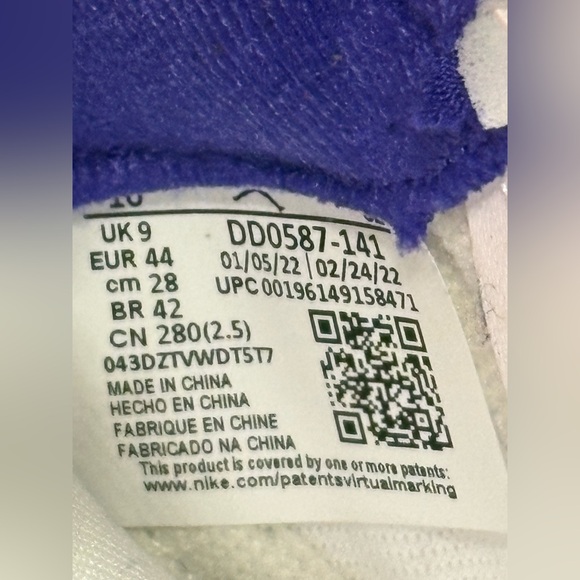 UK 9
EUR 44
cm 28
BR 42
CN 280(2.5)
043DZTVWDT5T7
MADE IN CHINA
HECHO EN CHINA
FABRIQUE EN CHINE
FABRICADO NA CHINA
DD0587-141
01/05/22 | 02/24/22
UPC 00196149158471
This product is covered by one or more patents:
www.nike.com/patentsvirtualmarking